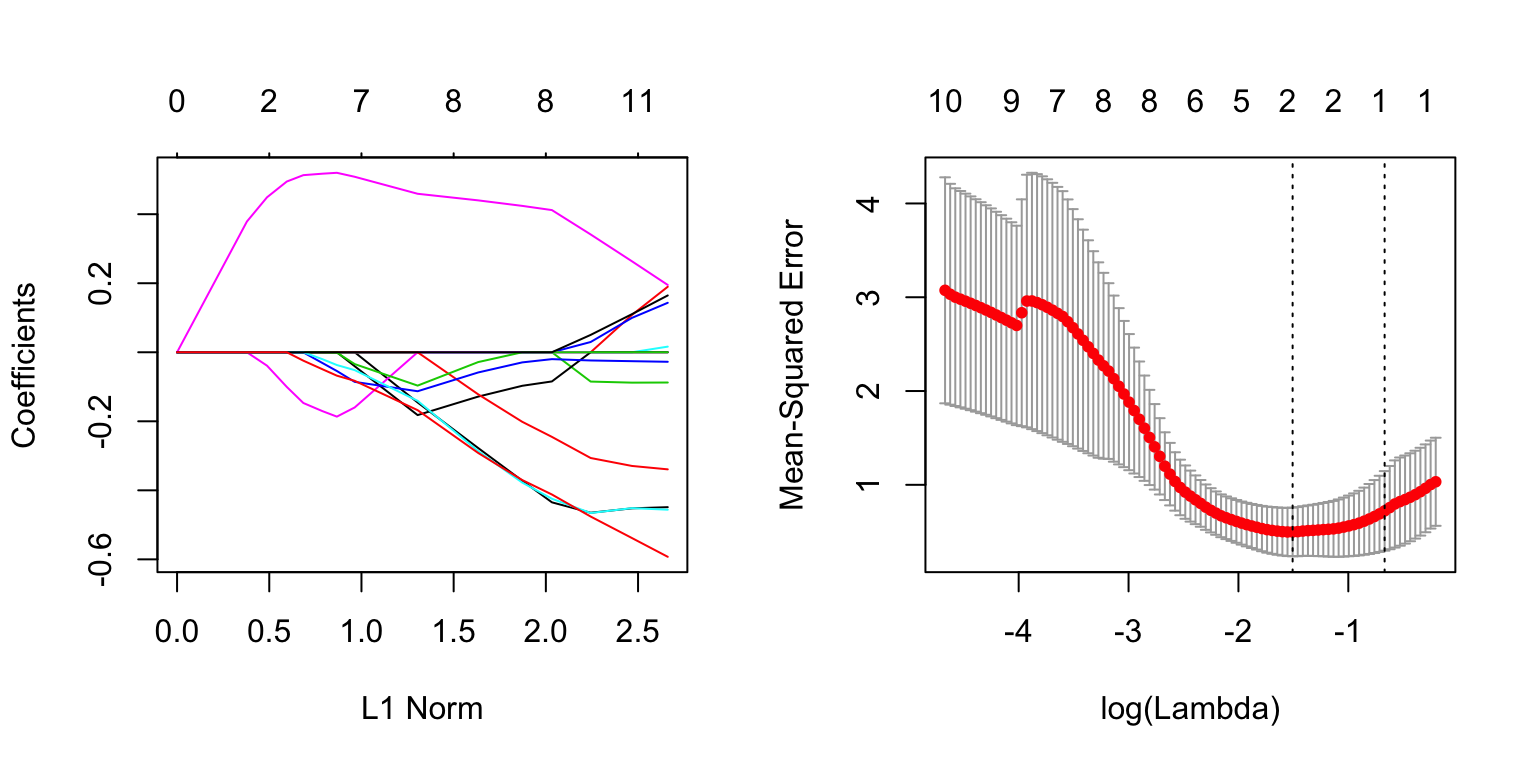 0 2 7 8 8 11
Coefficients
0.2
-0.2
-0.6
0.0 0.5 1.0 1.5 2.0 2.5
L1 Norm
10 9 7 8 8 6 5 2 2 1 1
Mean-Squared Error
4
3
2
1
-4 -3 -2 -1
log(Lambda)